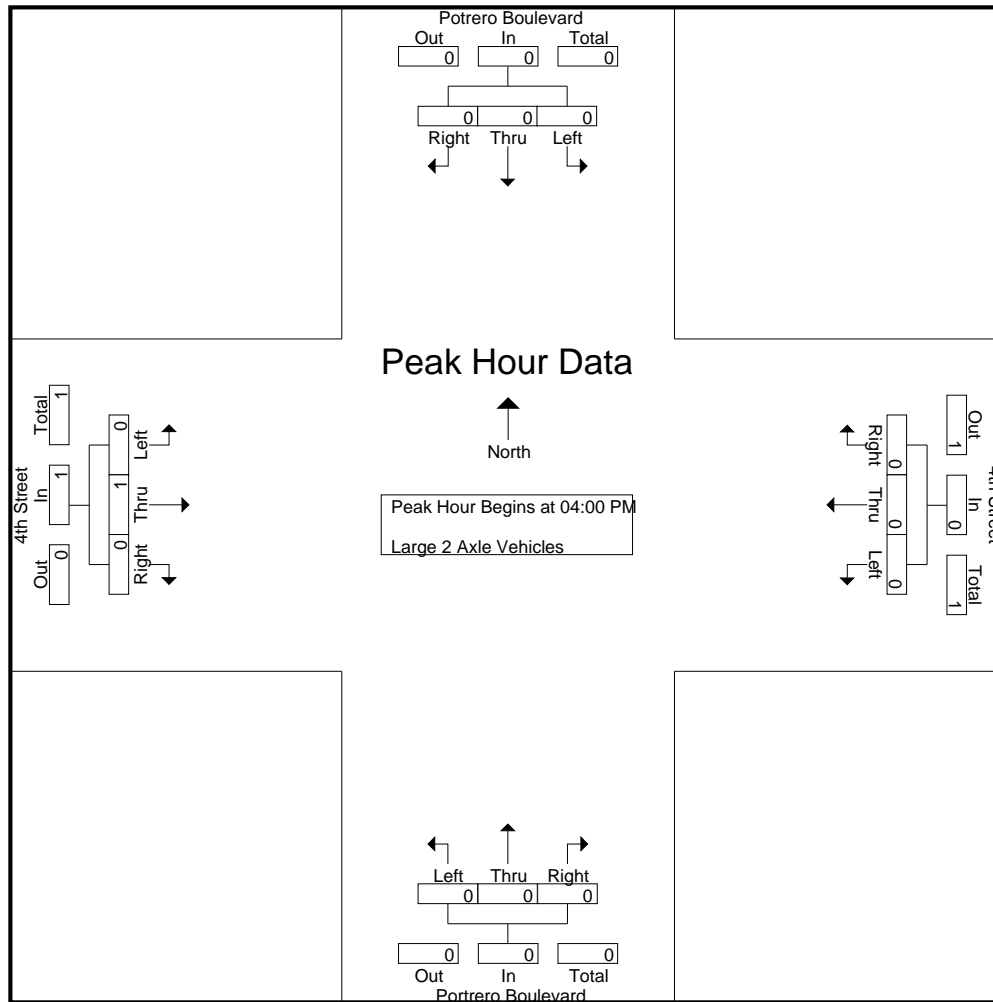 Potrero Boulevard
Out In Total
0 0 0
0 0 0
Right Thru Left
Peak Hour Data
North
Peak Hour Begins at 04:00 PM
Large 2 Axle Vehicles
4th Street
Total In Out
1 1 0
0 1 0
Left Thru Right
Right Thru Left
0 0 0
1 0 1
Out In Total
4th Street
Left Thru Right
0 0 0
0 0 0
Out In Total
Portrero Boulevard